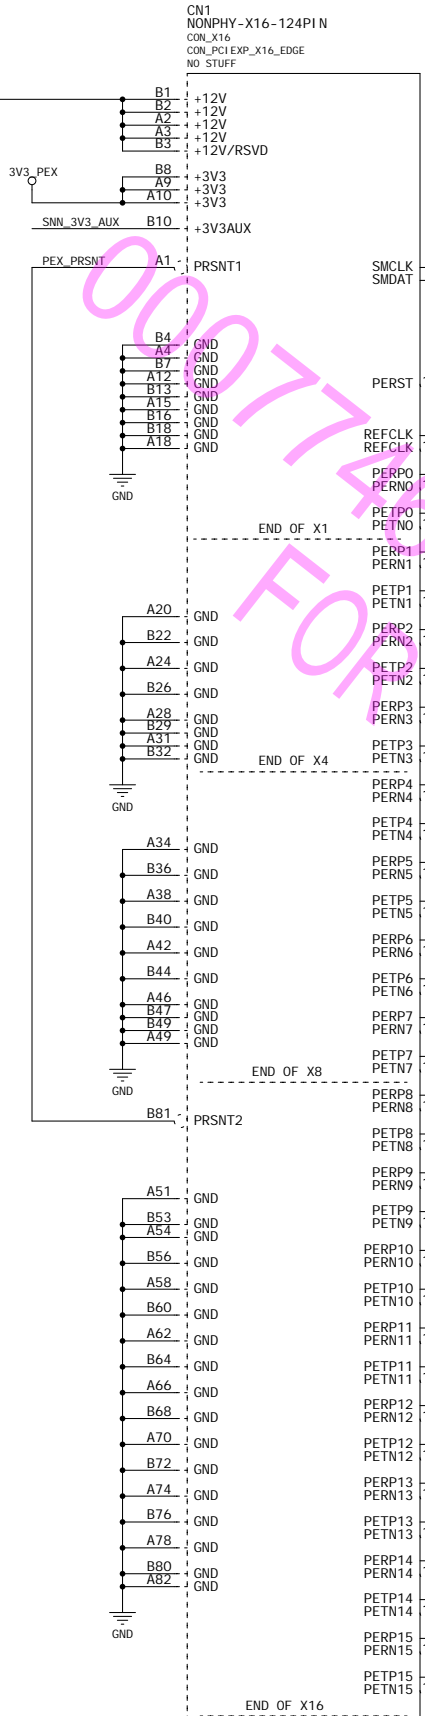 CN1
NONPHY-X16-124PIN
CON_X16
CON_PCIEXP_X16_EDGE
NO STUFF
B1 +12V
B2 +12V
A2 +12V
A3 +12V
B3 +12V/RSVD
3V3_PEX
B8 +3V3
A9 +3V3
A10 +3V3
SNN_3V3_AUX B10 +3V3AUX
PEX_PRSNT A1 PRSNT1 SMCLK
SMDAT
B4 GND
A4 GND
B7 GND
A12 GND PERST
B13 GND
A15 GND
B16 GND
B18 GND REFCLK
A18 GND REFCLK
GND
PERP0
PERN0
PETP0
PETN0
END OF X1
PERP1
PERN1
PETP1
PETN1
A20 GND
PERP2
B22 GND PERN2
A24 GND PETP2
PETN2
B26 GND
PERP3
A28 GND PERN3
B29 GND
A31 GND PETP3
B32 GND PETN3
END OF X4
GND
PERP4
PERN4
PETP4
PETN4
A34 GND
PERP5
B36 GND PERN5
A38 GND PETP5
PETN5
B40 GND
PERP6
A42 GND PERN6
B44 GND PETP6
PETN6
A46 GND
B47 GND PERP7
B49 GND PERN7
A49 GND
PETP7
PETN7
END OF X8
GND
PERP8
PERN8
B81 PRSNT2
PETP8
PETN8
PERP9
PERN9
A51 GND
PETP9
B53 GND PETN9
A54 GND
PERP10
B56 GND PERN10
A58 GND PETP10
PETN10
B60 GND
PERP11
A62 GND PERN11
B64 GND PETP11
PETN11
A66 GND
PERP12
B68 GND PERN12
A70 GND PETP12
PETN12
B72 GND
PERP13
A74 GND PERN13
B76 GND PETP13
PETN13
A78 GND
PERP14
B80 GND PERN14
A82 GND
PETP14
PETN14
GND
PERP15
PERN15
PETP15
PETN15
END OF X16
0007746
FOR